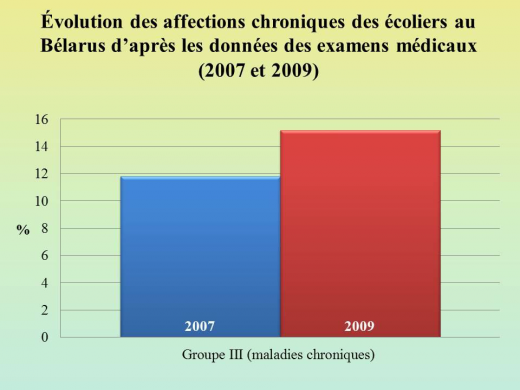 Évolution des affections chroniques des écoliers au
Bélarus d’après les données des examens médicaux
(2007 et 2009)
16
14
12
10
% 8
6
4
2
0
2007 2009
Groupe III (maladies chroniques)